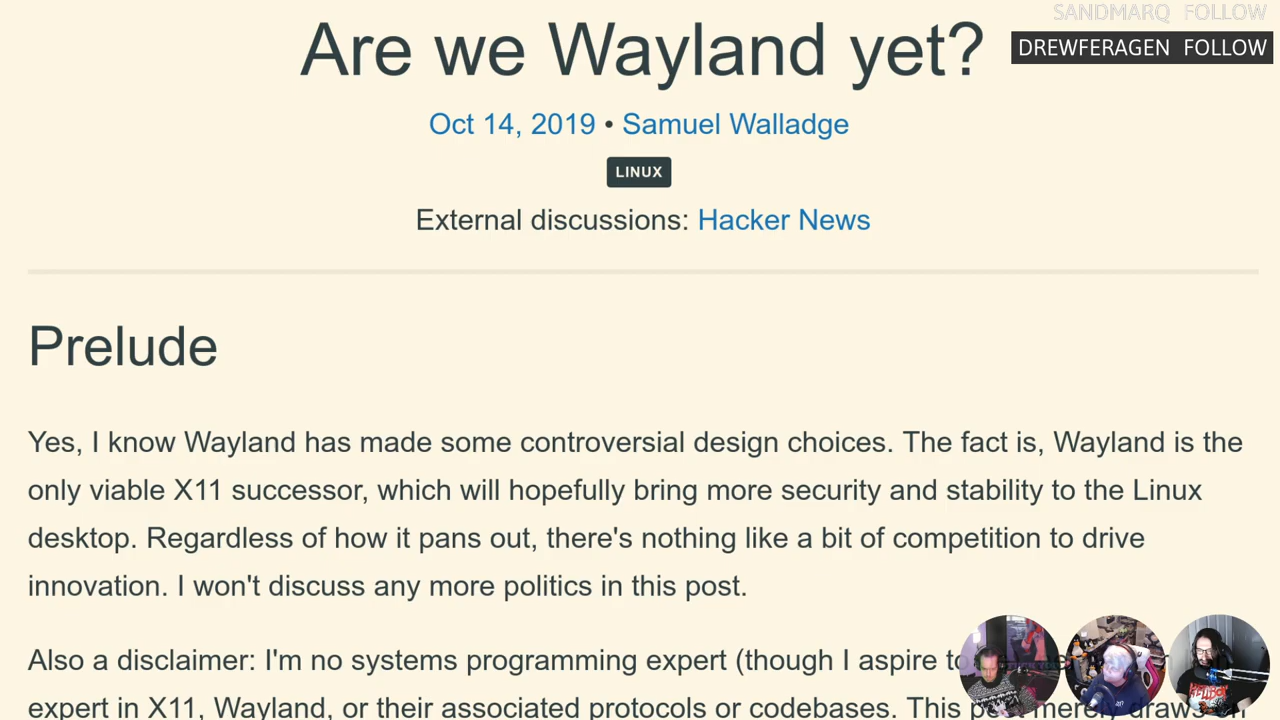 SANDMARQ FOLLOW
DREWFERAGEN FOLLOW
Are we Wayland yet?
Oct 14, 2019 • Samuel Walladge
LINUX
External discussions: Hacker News
Prelude
Yes, I know Wayland has made some controversial design choices. The fact is, Wayland is the
only viable X11 successor, which will hopefully bring more security and stability to the Linux
desktop. Regardless of how it pans out, there's nothing like a bit of competition to drive
innovation. I won't discuss any more politics in this post.
Also a disclaimer: I'm no systems programming expert (though I aspire to
expert in X11, Wayland, or their associated protocols or codebases. This merely